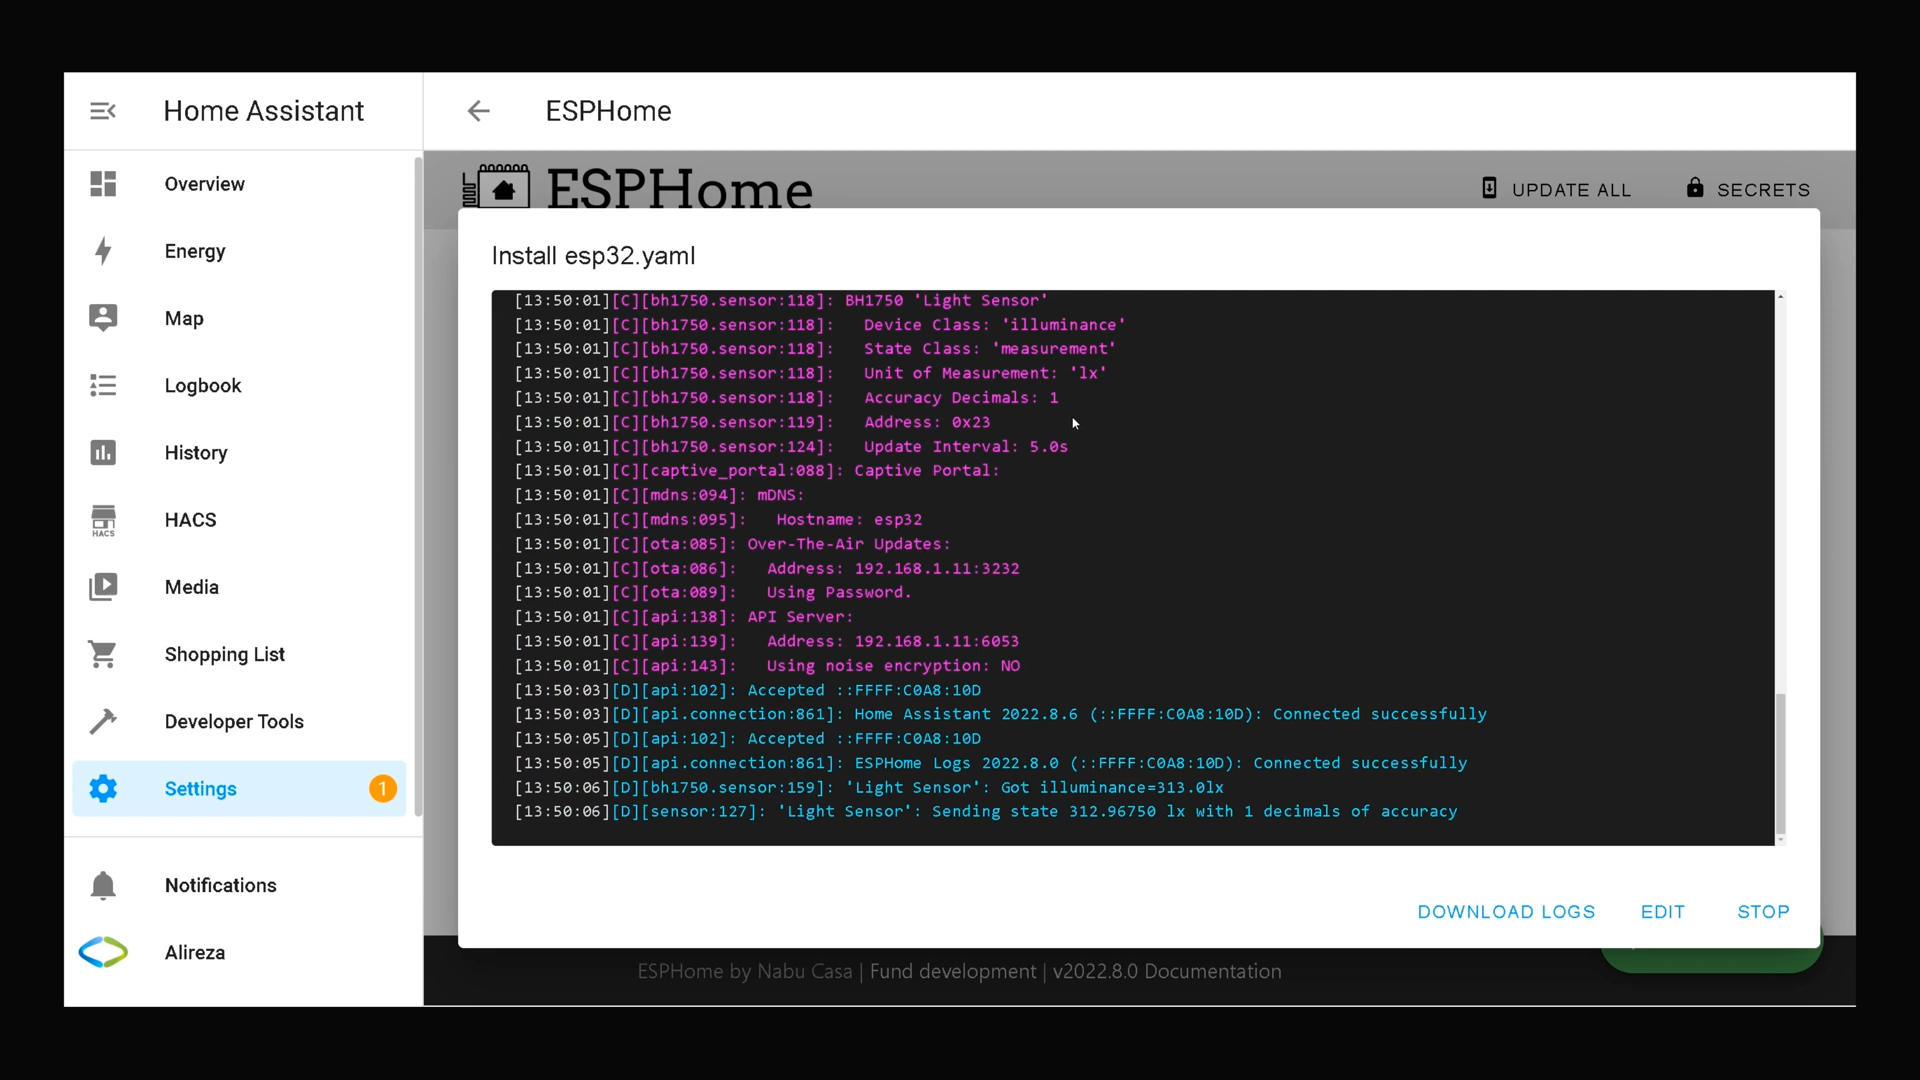 Home Assistant
ESPHome
Overview
Energy
Map
Logbook
History
HACS
HACS
Media
Shopping List
Developer Tools
Settings
1
Notifications
Alireza
ESPHome
UPDATE ALL
SECRETS
Install esp32.yaml
[13:50:01][C][bh1750.sensor:118]: BH1750 'Light Sensor'
[13:50:01][C][bh1750.sensor:118]:   Device Class: 'illuminance'
[13:50:01][C][bh1750.sensor:118]:   State Class: 'measurement'
[13:50:01][C][bh1750.sensor:118]:   Unit of Measurement: 'lx'
[13:50:01][C][bh1750.sensor:118]:   Accuracy Decimals: 1
[13:50:01][C][bh1750.sensor:119]:   Address: 0x23
[13:50:01][C][bh1750.sensor:124]:   Update Interval: 5.0s
[13:50:01][C][captive_portal:088]: Captive Portal:
[13:50:01][C][mdns:094]: mDNS:
[13:50:01][C][mdns:095]:   Hostname: esp32
[13:50:01][C][ota:085]: Over-The-Air Updates:
[13:50:01][C][ota:086]:   Address: 192.168.1.11:3232
[13:50:01][C][ota:089]:   Using Password.
[13:50:01][C][api:138]: API Server:
[13:50:01][C][api:139]:   Address: 192.168.1.11:6053
[13:50:01][C][api:143]:   Using noise encryption: NO
[13:50:03][D][api:102]: Accepted ::FFFF:C0A8:10D
[13:50:03][D][api.connection:861]: Home Assistant 2022.8.6 (::FFFF:C0A8:10D): Connected successfully
[13:50:05][D][api:102]: Accepted ::FFFF:C0A8:10D
[13:50:05][D][api.connection:861]: ESPHome Logs 2022.8.0 (::FFFF:C0A8:10D): Connected successfully
[13:50:06][D][bh1750.sensor:159]: 'Light Sensor': Got illuminance=313.0lx
[13:50:06][D][sensor:127]: 'Light Sensor': Sending state 312.96750 lx with 1 decimals of accuracy
DOWNLOAD LOGS
EDIT
STOP
ESPHome by Nabu Casa | Fund development | v2022.8.0 Documentation